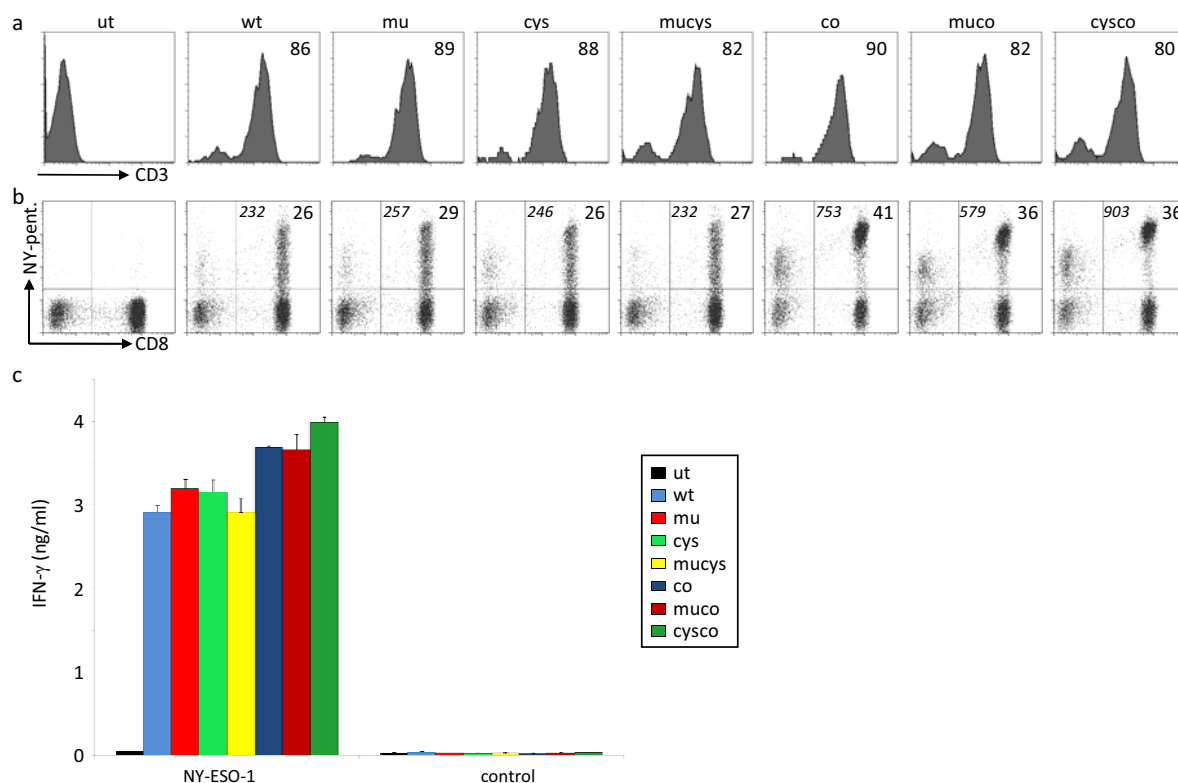 a ut wt mu cys mucys co muco cysco
86 89 88 82 90 82 80
CD3
b
232 26 257 29 246 26 232 27 753 41 579 36 903 36
NY-pent.
CD8
c
4
3
2
1
0
IFN-γ (ng/ml)
NY-ESO-1 control
ut
wt
mu
cys
mucys
co
muco
cysco